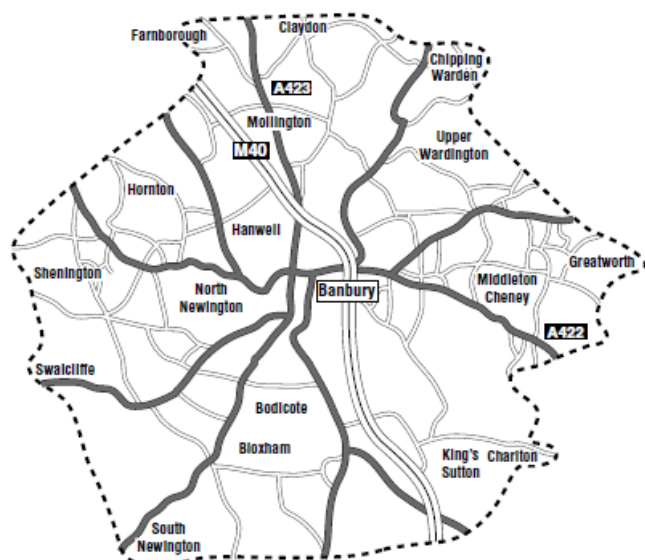 Farnborough
Claydon
Chipping
Warden
A423
Mollington
Upper
Wardington
M40
Hornton
Hanwell
Shenington
Greatworth
North
Newington
Banbury
Middleton
Cheney
A422
Swalcliffe
Bodicote
Bloxham
King's
Sutton
Charlton
South
Newington